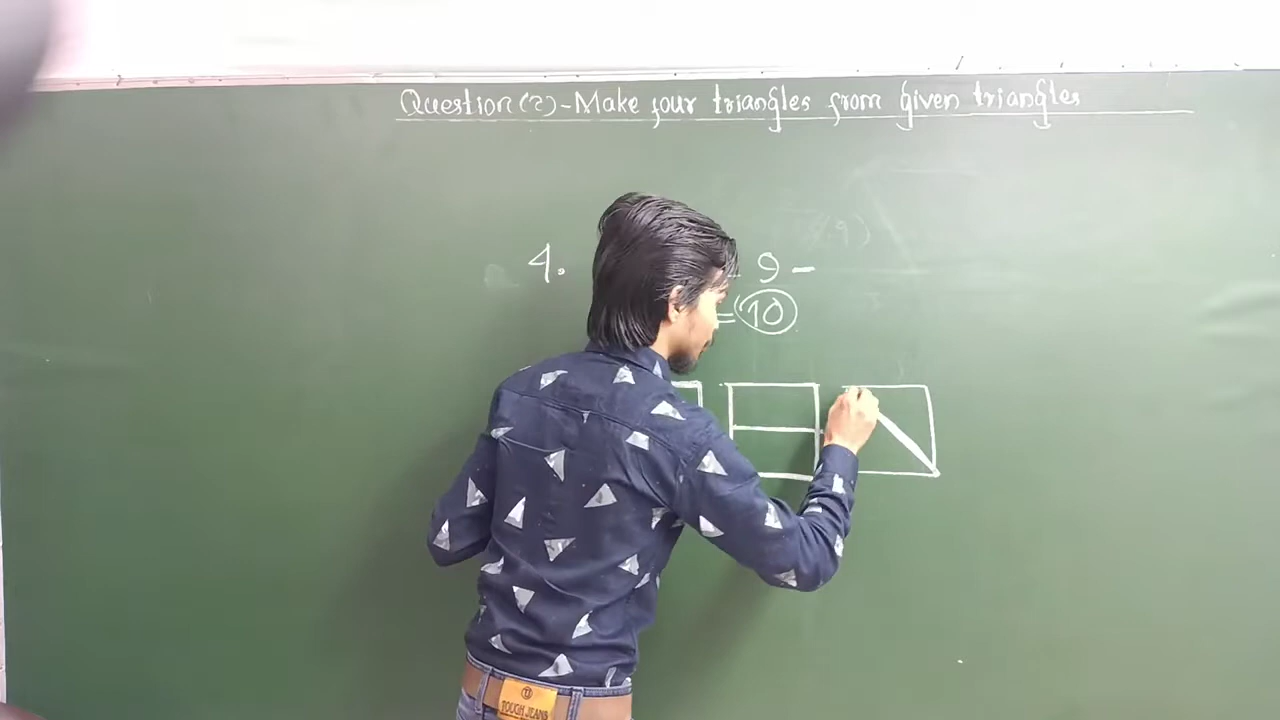 Question (2)-Make four triangles from given triangles
4. - 9 -
= (10)
TOUGH JEANS